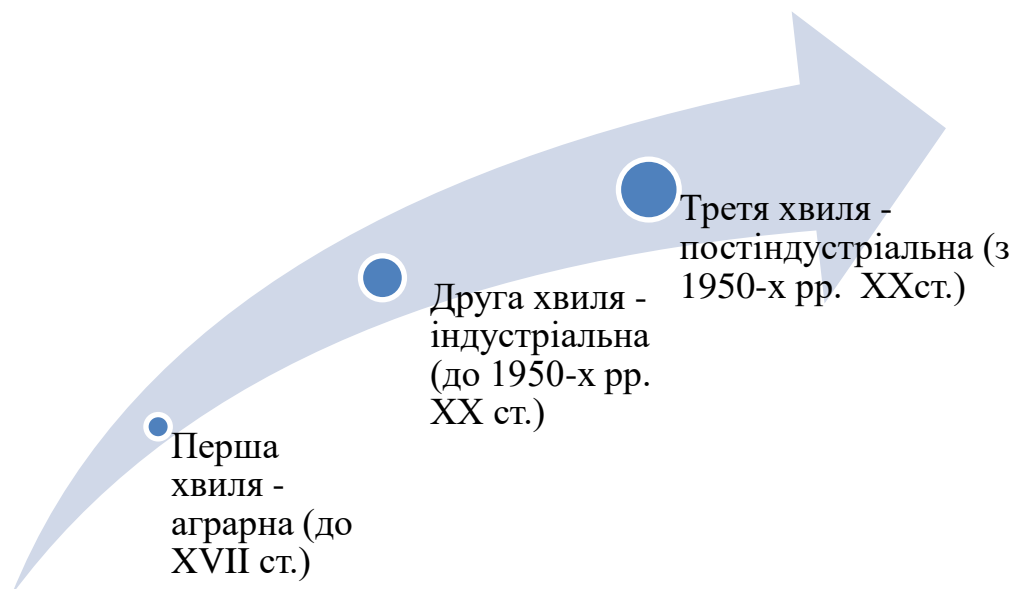 Перша
хвиля -
аграрна (до
XVII ст.)
Друга хвиля -
індустріальна
(до 1950-х рр.
ХХ ст.)
Третя хвиля -
постіндустріальна (з
1950-х рр.  ХХст.)